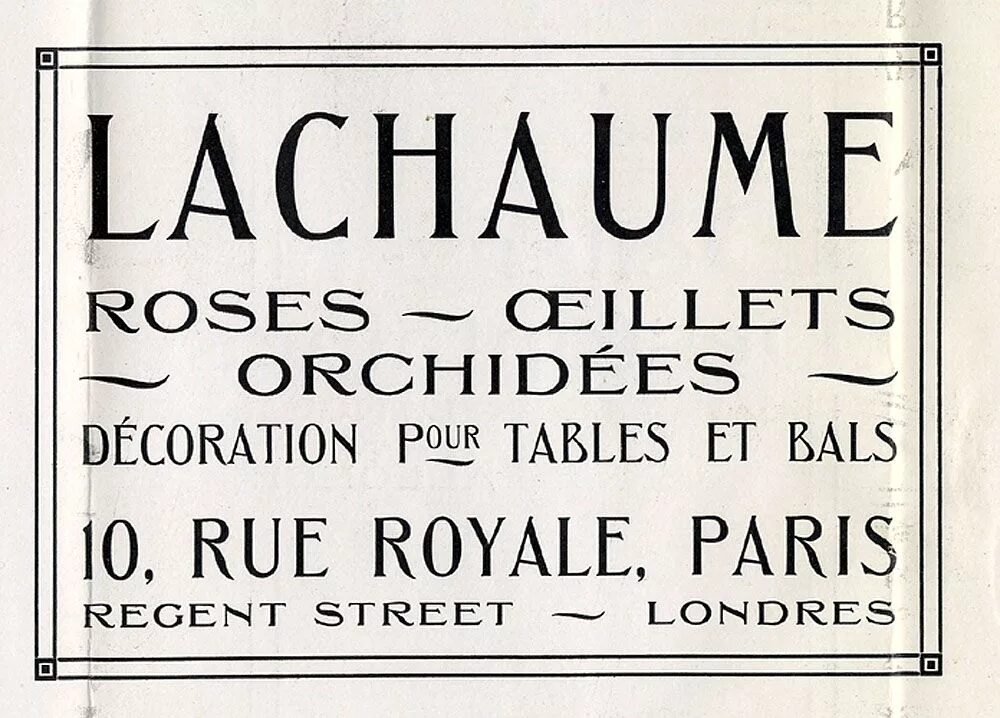 LACHAUME
ROSES ~ ŒILLETS
~ ORCHIDÉES ~
DÉCORATION POUR TABLES ET BALS
10, RUE ROYALE, PARIS
REGENT STREET ~ LONDRES